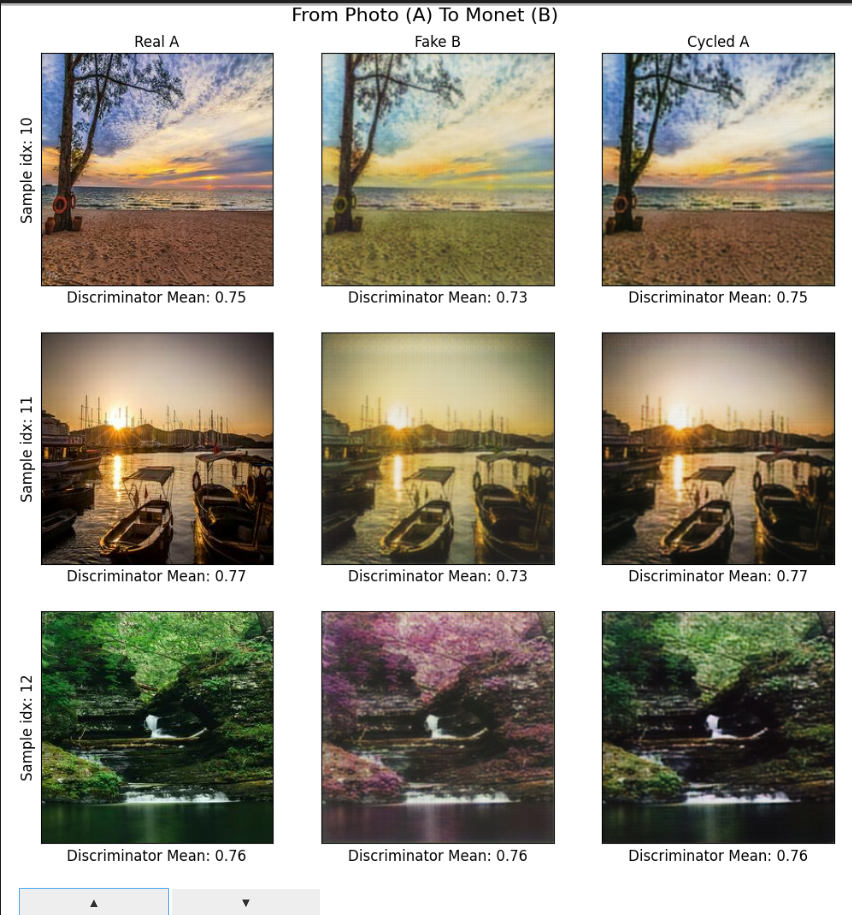 From Photo (A) To Monet (B)
Real A
Fake B
Cycled A
Sample idx: 10
Discriminator Mean: 0.75
Discriminator Mean: 0.73
Discriminator Mean: 0.75
Sample idx: 11
Discriminator Mean: 0.77
Discriminator Mean: 0.73
Discriminator Mean: 0.77
Sample idx: 12
Discriminator Mean: 0.76
Discriminator Mean: 0.76
Discriminator Mean: 0.76